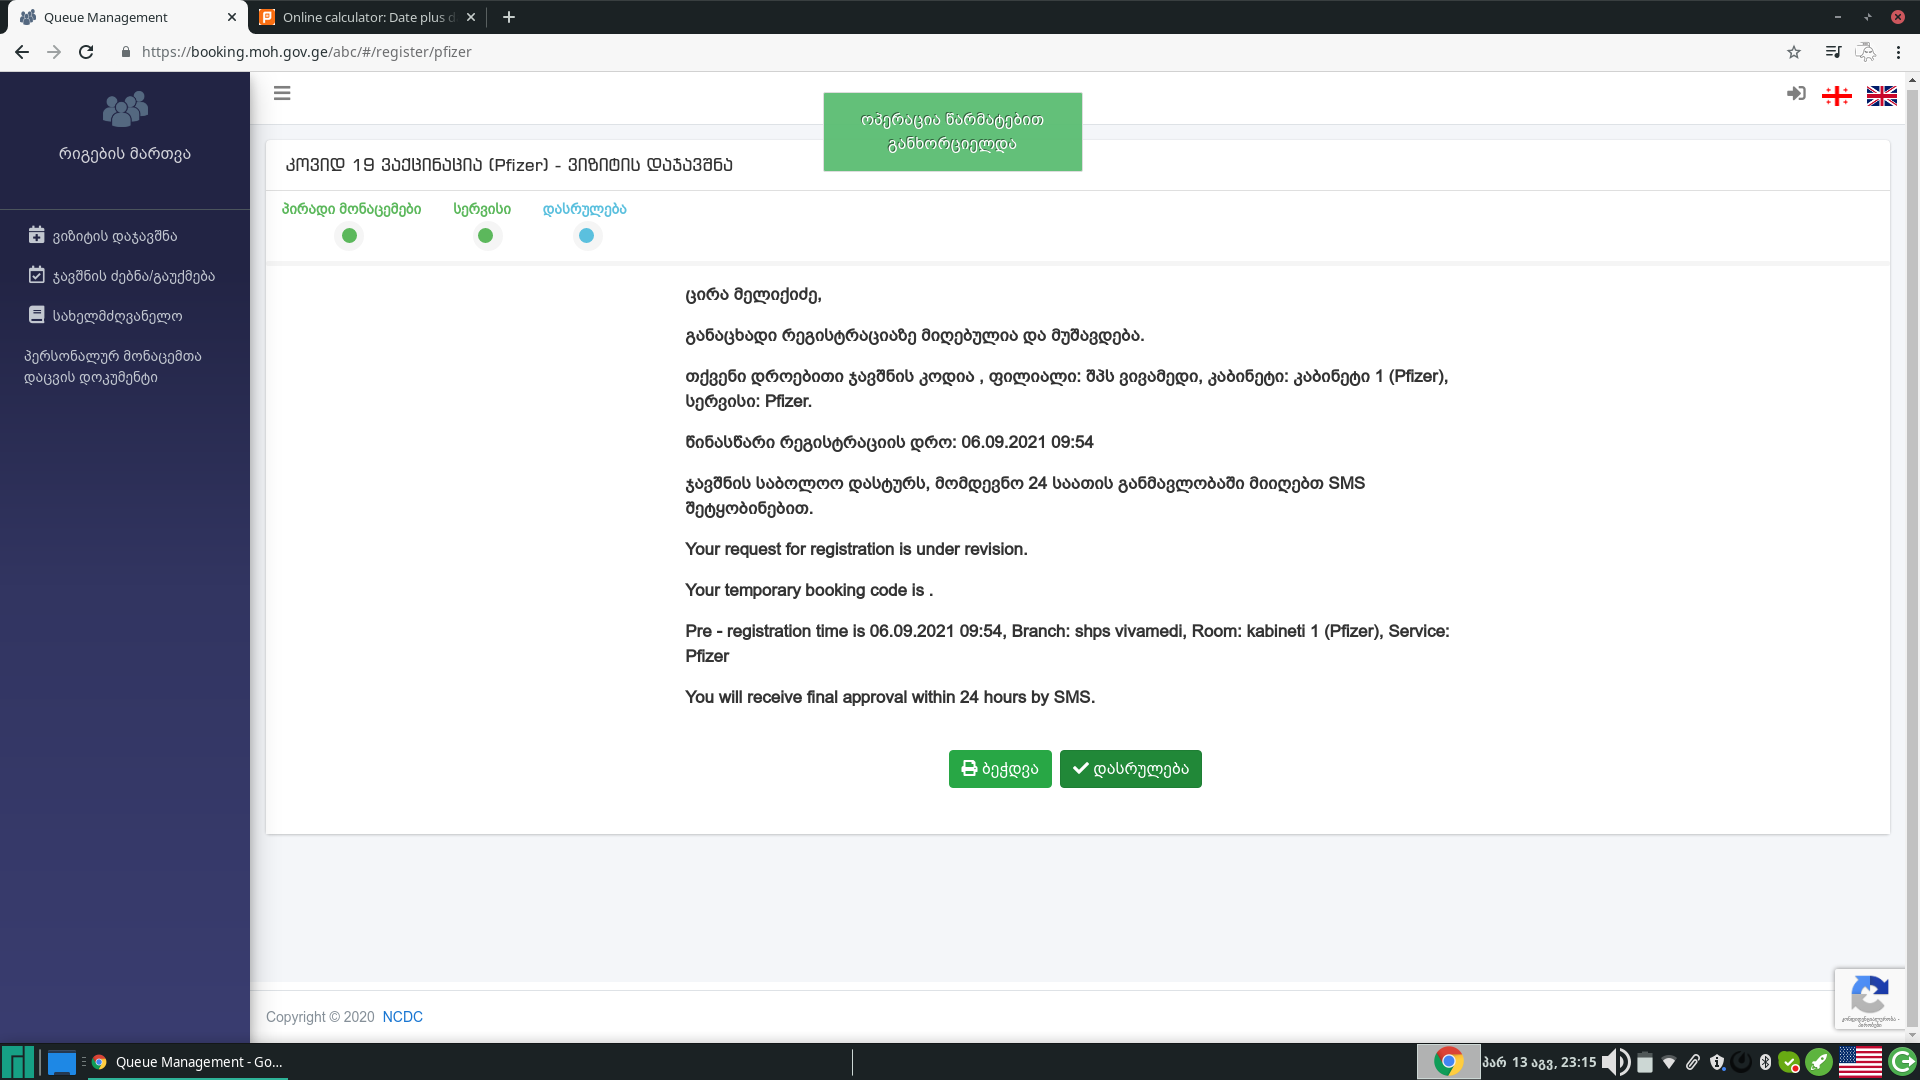 Queue Management
Online calculator: Date plus d
https://booking.moh.gov.ge/abc/#/register/pfizer
რიგების მართვა
ვიზიტის დაჯავშნა
ჯავშნის ძებნა/გაუქმება
სახელმძღვანელო
პერსონალურ მონაცემთა
დაცვის დოკუმენტი
ოპერაცია წარმატებით
განხორციელდა
კოვიდ 19 ვაქცინაცია (Pfizer) - ვიზიტის დაჯავშნა
პირადი მონაცემები
სერვისი
დასრულება
ცირა მელიქიძე,
განაცხადი რეგისტრაციაზე მიღებულია და მუშავდება.
თქვენი დროებითი ჯავშნის კოდია , ფილიალი: შპს ვივამედი, კაბინეტი: კაბინეტი 1 (Pfizer),
სერვისი: Pfizer.
წინასწარი რეგისტრაციის დრო: 06.09.2021 09:54
ჯავშნის საბოლოო დასტურს, მომდევნო 24 საათის განმავლობაში მიიღებთ SMS
შეტყობინებით.
Your request for registration is under revision.
Your temporary booking code is .
Pre - registration time is 06.09.2021 09:54, Branch: shps vivamedi, Room: kabineti 1 (Pfizer), Service:
Pfizer
You will receive final approval within 24 hours by SMS.
ბეჭდვა
დასრულება
Copyright © 2020 NCDC
კონფიდენციალურობა -
პირობები
Queue Management - Go...
პარ 13 აგვ, 23:15